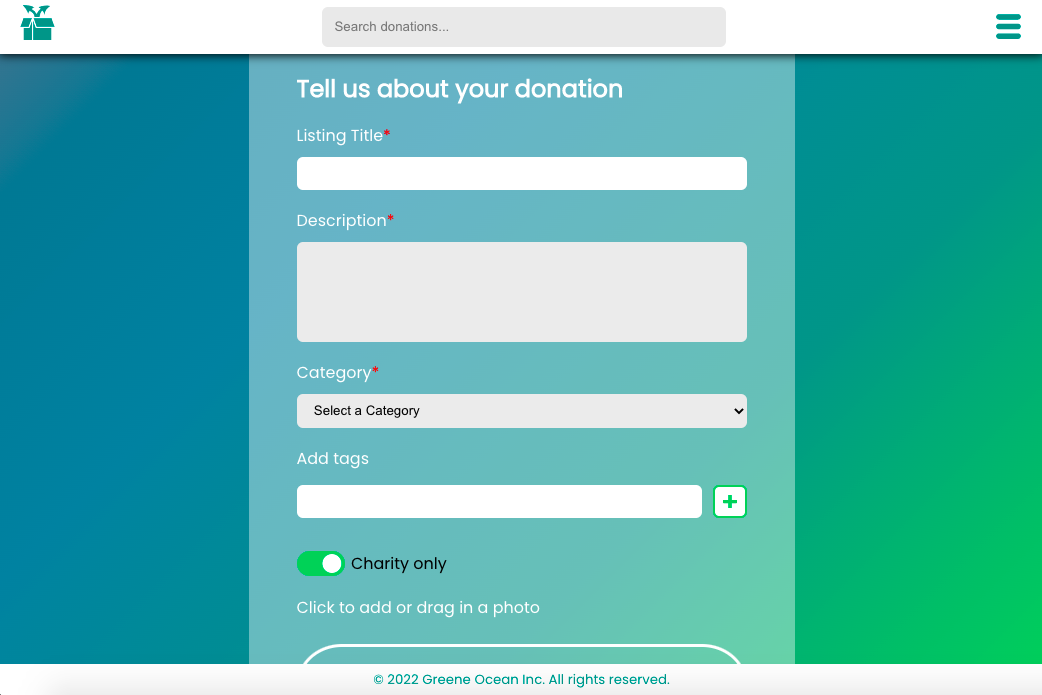 Search donations...
Tell us about your donation
Listing Title*
Description*
Category*
Select a Category
Add tags
Charity only
Click to add or drag in a photo
© 2022 Greene Ocean Inc. All rights reserved.